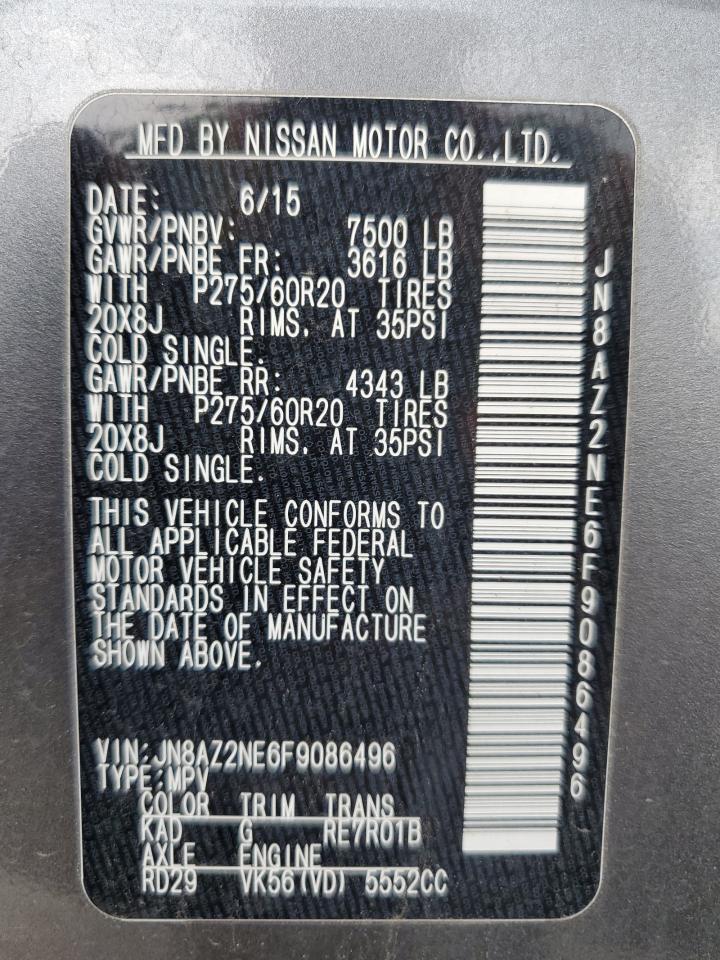 MFD BY NISSAN MOTOR CO.,LTD.
DATE: 6/15
GVWR/PNBV: 7500 LB
GAWR/PNBE FR: 3616 LB
WITH P275/60R20 TIRES
20X8J RIMS. AT 35PSI
COLD SINGLE.
GAWR/PNBE RR: 4343 LB
WITH P275/60R20 TIRES
20X8J RIMS. AT 35PSI
COLD SINGLE.
THIS VEHICLE CONFORMS TO
ALL APPLICABLE FEDERAL
MOTOR VEHICLE SAFETY
STANDARDS IN EFFECT ON
THE DATE OF MANUFACTURE
SHOWN ABOVE.
VIN:JN8AZ2NE6F9086496
TYPE:MPV
COLOR TRIM TRANS
KAD G RE7R01B
AXLE ENGINE
RD29 VK56(VD) 5552CC
JN8AZ2NE6F9086496